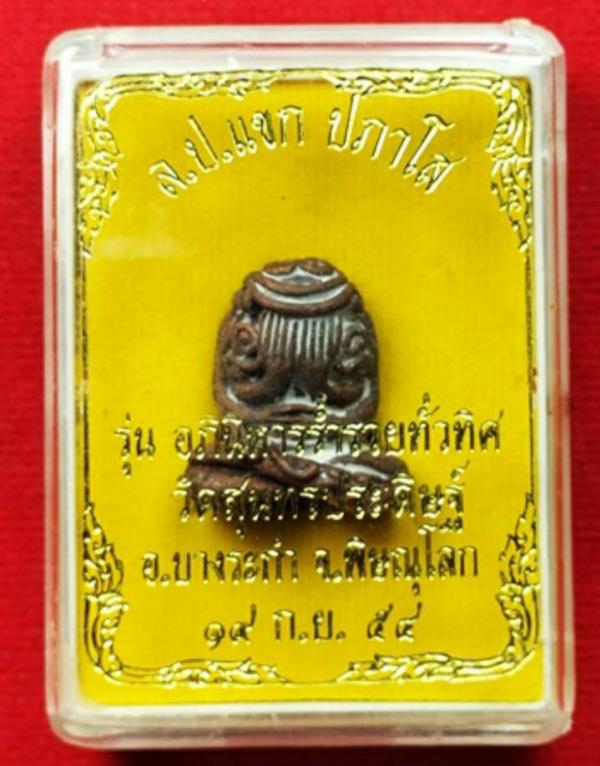 ล.ป.แขก ปภาโส
รุ่น อภินิหารร่ำรวยทั่วทิศ
วัดสุนทรประดิษฐ์
อ.บางระกำ จ.พิษณุโลก
๑๙ ก.ย. ๕๔